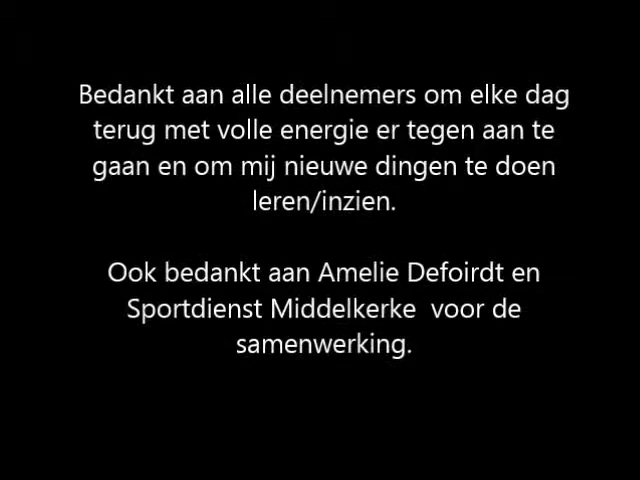 Bedankt aan alle deelnemers om elke dag
terug met volle energie er tegen aan te
gaan en om mij nieuwe dingen te doen
leren/inzien.
Ook bedankt aan Amelie Defoirdt en
Sportdienst Middelkerke  voor de
samenwerking.